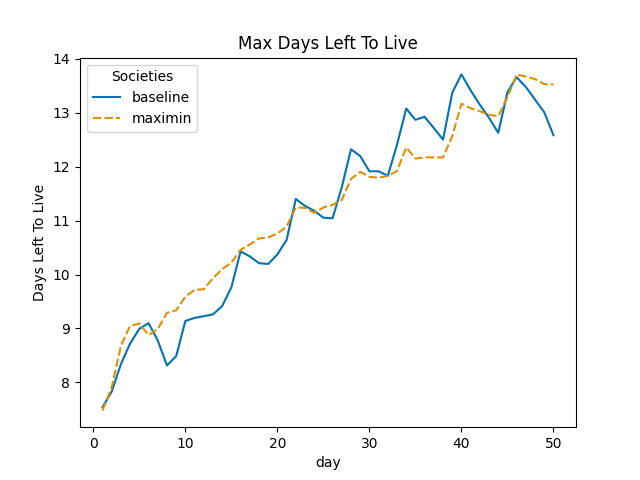 Max Days Left To Live
Societies
baseline
maximin
Days Left To Live
14
13
12
11
10
9
8
0 10 20 30 40 50
day